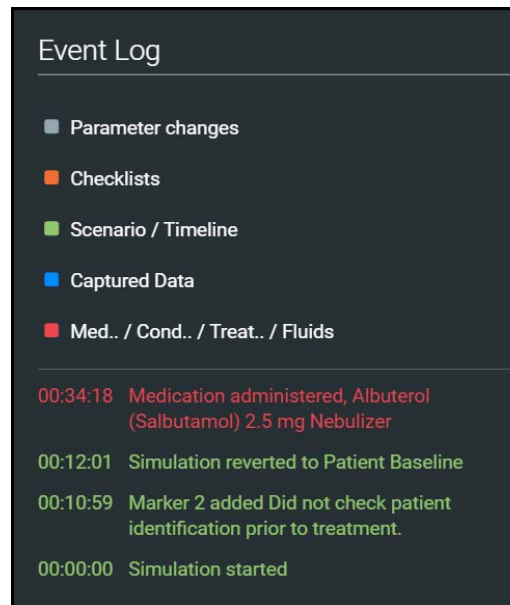 Event Log
Parameter changes
Checklists
Scenario / Timeline
Captured Data
Med.. / Cond.. / Treat.. / Fluids
00:34:18 Medication administered, Albuterol
(Salbutamol) 2.5 mg Nebulizer
00:12:01 Simulation reverted to Patient Baseline
00:10:59 Marker 2 added Did not check patient
identification prior to treatment.
00:00:00 Simulation started